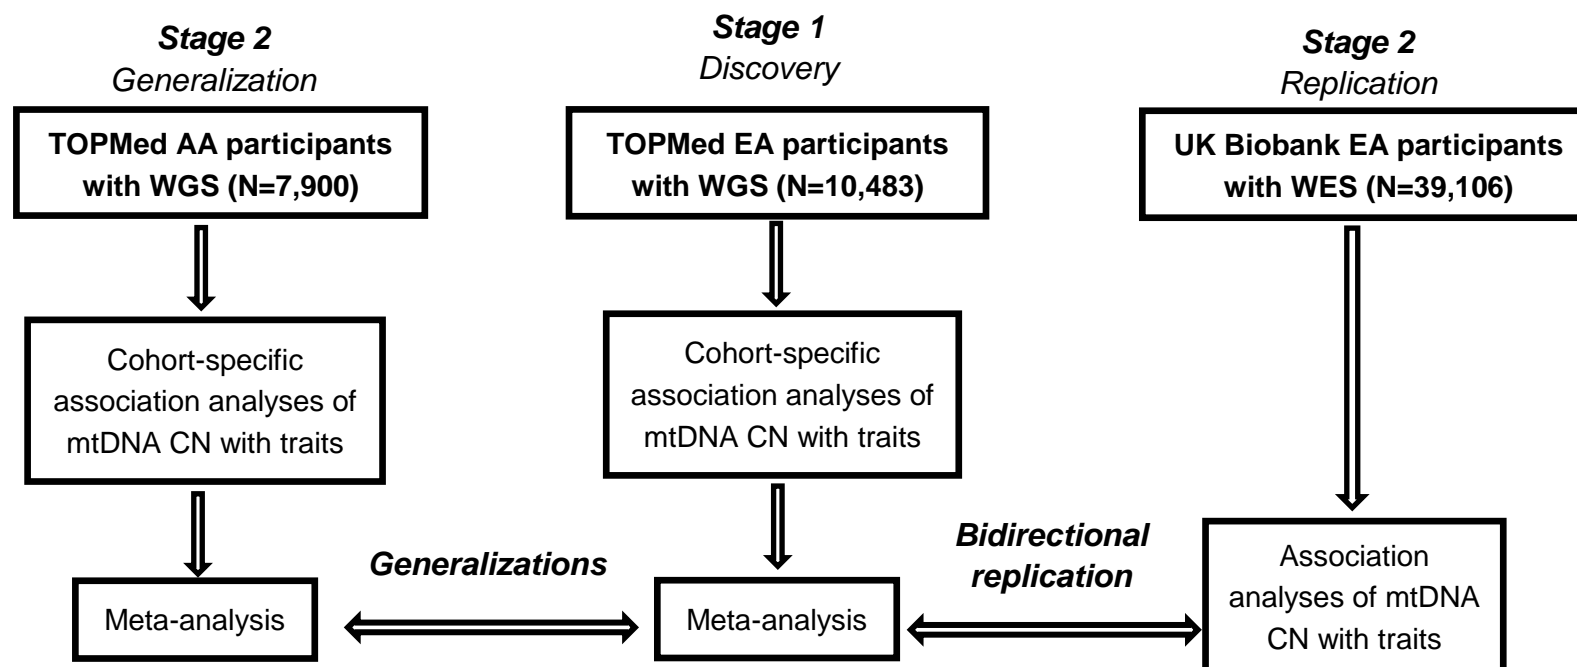 Stage 2
Generalization
TOPMed AA participants
with WGS (N=7,900)
Cohort-specific
association analyses of
mtDNA CN with traits
Meta-analysis
Generalizations
Stage 1
Discovery
TOPMed EA participants
with WGS (N=10,483)
Cohort-specific
association analyses of
mtDNA CN with traits
Meta-analysis
Bidirectional
replication
Stage 2
Replication
UK Biobank EA participants
with WES (N=39,106)
Association
analyses of mtDNA
CN with traits